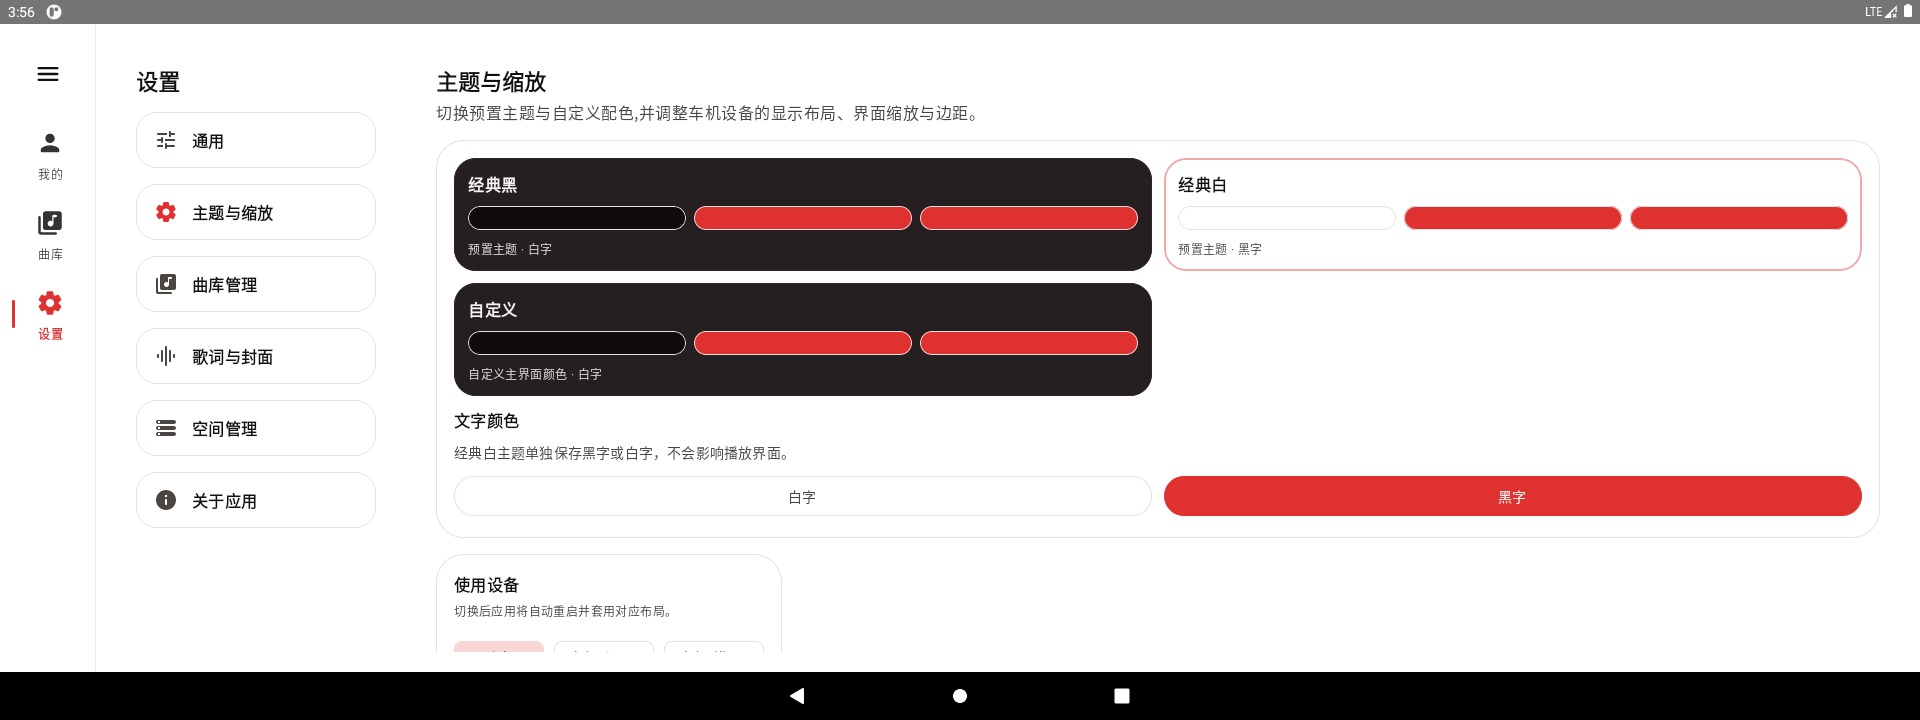 3:56
LTE
设置
通用
主题与缩放
曲库管理
歌词与封面
空间管理
关于应用
我的
曲库
设置
主题与缩放
切换预置主题与自定义配色,并调整车机设备的显示布局、界面缩放与边距。
经典黑
预置主题 · 白字
经典白
预置主题 · 黑字
自定义
自定义主界面颜色 · 白字
文字颜色
经典白主题单独保存黑字或白字，不会影响播放界面。
白字
黑字
使用设备
切换后应用将自动重启并套用对应布局。